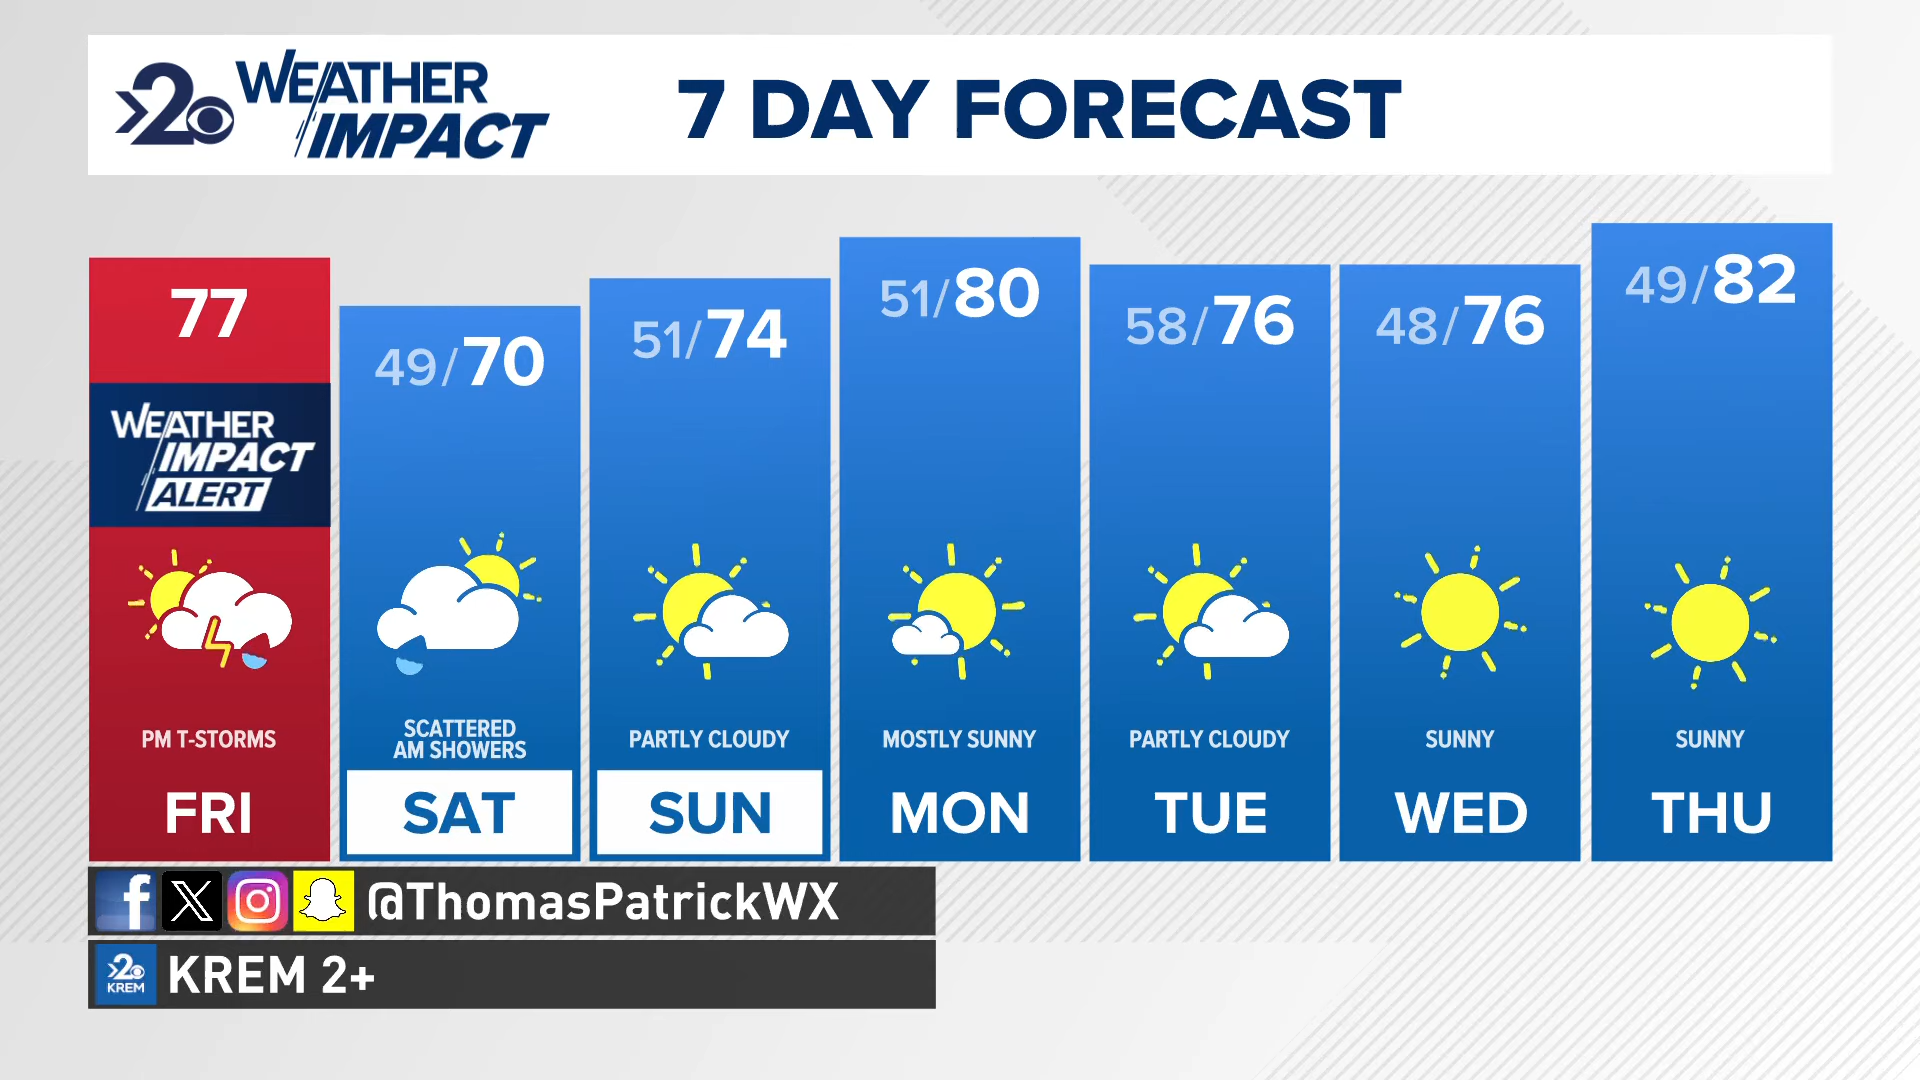 2 WEATHER IMPACT
7 DAY FORECAST
77
WEATHER
IMPACT
ALERT
PM T-STORMS
FRI
49/70
SCATTERED
AM SHOWERS
SAT
51/74
PARTLY CLOUDY
SUN
51/80
MOSTLY SUNNY
MON
58/76
PARTLY CLOUDY
TUE
48/76
SUNNY
WED
49/82
SUNNY
THU
f X @ThomasPatrickWX
2 KREM KREM 2+